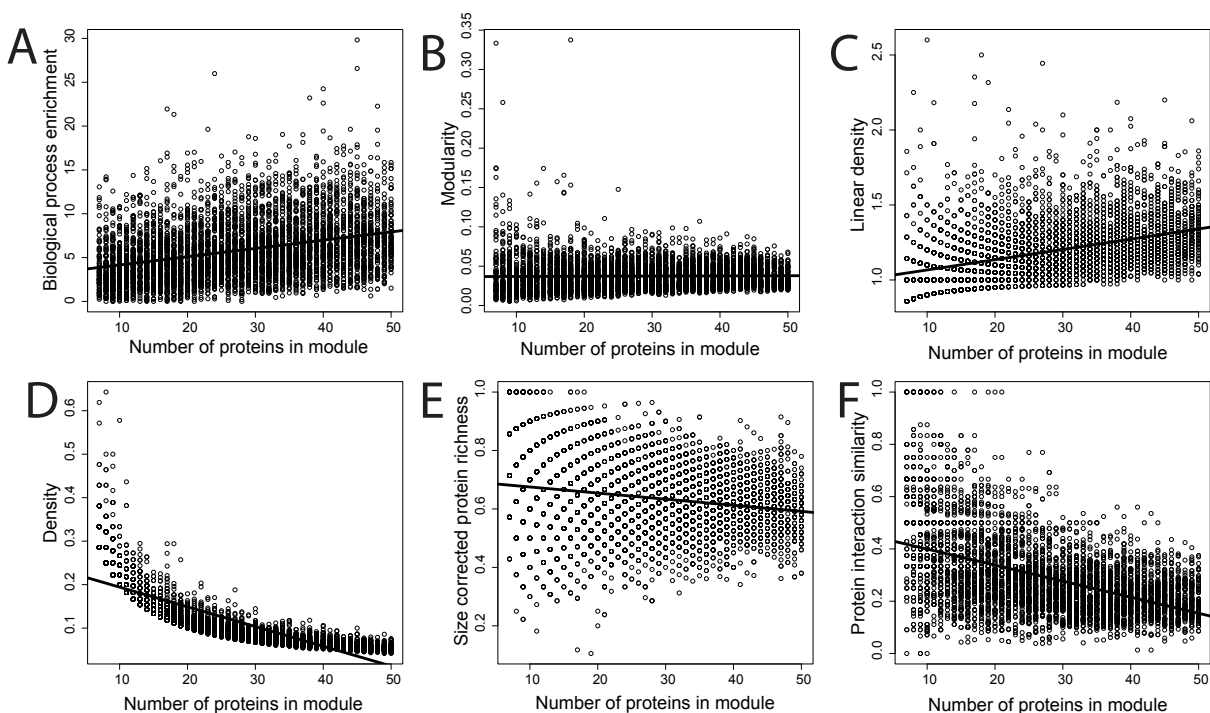 A
Biological process enrichment
30
25
20
15
10
5
0
10 20 30 40 50
Number of proteins in module
B
Modularity
0.35
0.30
0.25
0.20
0.15
0.10
0.05
0.00
10 20 30 40 50
Number of proteins in module
C
Linear density
2.5
2.0
1.5
1.0
10 20 30 40 50
Number of proteins in module
D
Density
0.6
0.5
0.4
0.3
0.2
0.1
10 20 30 40 50
Number of proteins in module
E
Size corrected protein richness
1.0
0.8
0.6
0.4
0.2
10 20 30 40 50
Number of proteins in module
F
Protein interaction similarity
1.0
0.8
0.6
0.4
0.2
0.0
10 20 30 40 50
Number of proteins in module